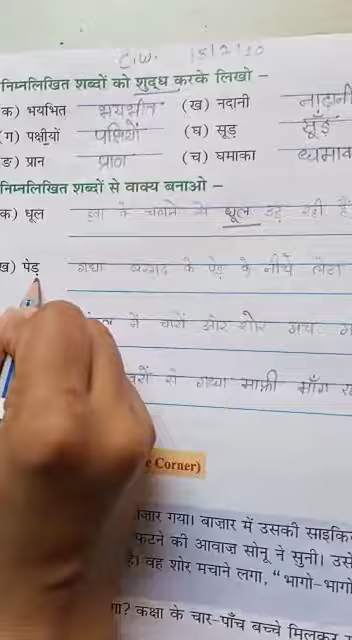 C.W. 15/2/20
निम्नलिखित शब्दों को शुद्ध करके लिखो –
क) भयभित भयभीत (ख) नदानी नादानी
(ग) पक्षीयों पक्षियों (घ) सूड़ सूँड़
ङ) प्रान प्राण (च) घमाका धमाका
निम्नलिखित शब्दों से वाक्य बनाओ –
क) धूल हवा के चलने से धूल उड़ रही है
ख) पेड़ गधा बरगद के पेड़ के नीचे लेटा
में चारों ओर शोर मच
से गधा माफ़ी माँग
e Corner)
बाज़ार गया। बाज़ार में उसकी साइकि
फटने की आवाज़ सोनू ने सुनी। उसे
है। वह शोर मचाने लगा, "भागो-भागो
गा? कक्षा के चार-पाँच बच्चे मिलकर